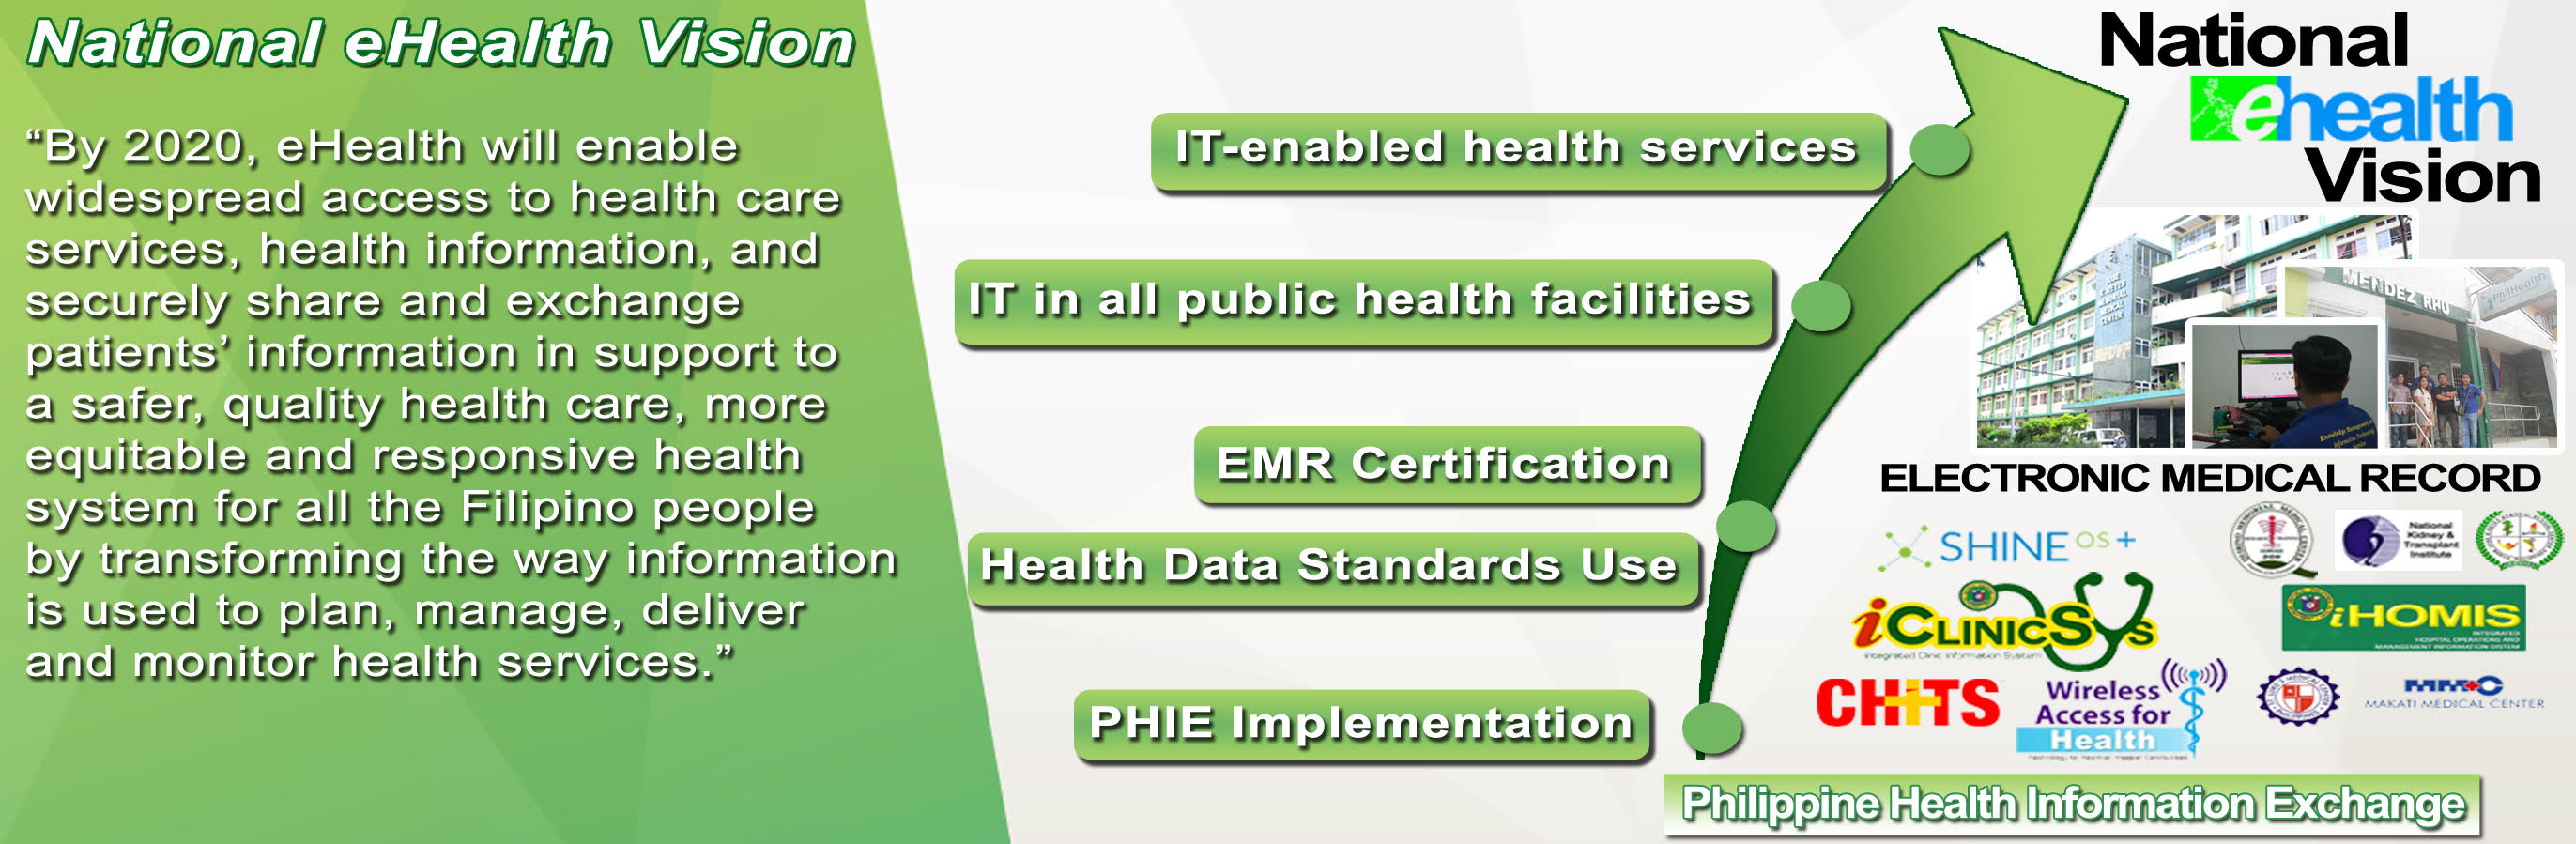 National eHealth Vision
“By 2020, eHealth will enable
widespread access to health care
services, health information, and
securely share and exchange
patients’ information in support to
a safer, quality health care, more
equitable and responsive health
system for all the Filipino people
by transforming the way information
is used to plan, manage, deliver
and monitor health services.”
IT-enabled health services
IT in all public health facilities
EMR Certification
Health Data Standards Use
PHIE Implementation
National
ehealth
Vision
MEMORIAL
MEDICAL
CENTER
MENDEZ RHU
PhilHealth
ELECTRONIC MEDICAL RECORD
SHINE OS+
National
Kidney &
Transplant
Institute
iCLINICSYS
Integrated Clinic Information System
iHOMIS
INTEGRATED
HOSPITAL OPERATIONS AND
MANAGEMENT INFORMATION SYSTEM
CHITS
Wireless
Access for
Health
MMC
MAKATI MEDICAL CENTER
Philippine Health Information Exchange